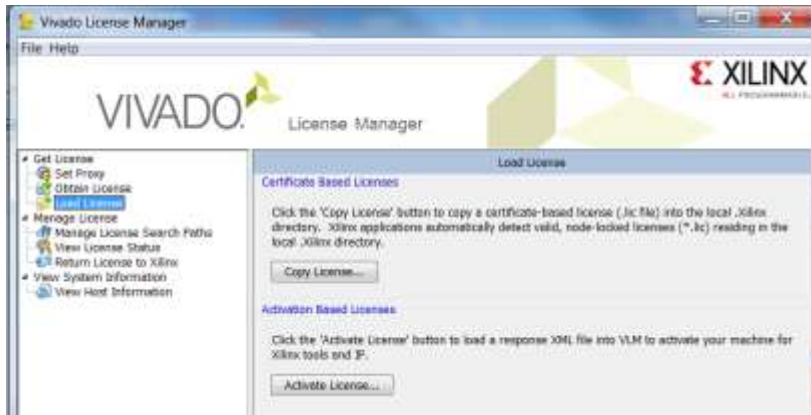 Vivado License Manager
File Help
VIVADO.
License Manager
XILINX
ALL PROGRAMMABLE
Get License
Set Proxy
Obtain License
Load License
Manage License
Manage License Search Paths
View License Status
Return License to Xilinx
View System Information
View Host Information
Load License
Certificate Based Licenses
Click the 'Copy License' button to copy a certificate-based license (.lic file) into the local .Xilinx
directory. Xilinx applications automatically detect valid, node-locked licenses (*.lic) residing in the
local .Xilinx directory.
Copy License...
Activation Based Licenses
Click the 'Activate License' button to load a response XML file into VLM to activate your machine for
Xilinx tools and IP.
Activate License...